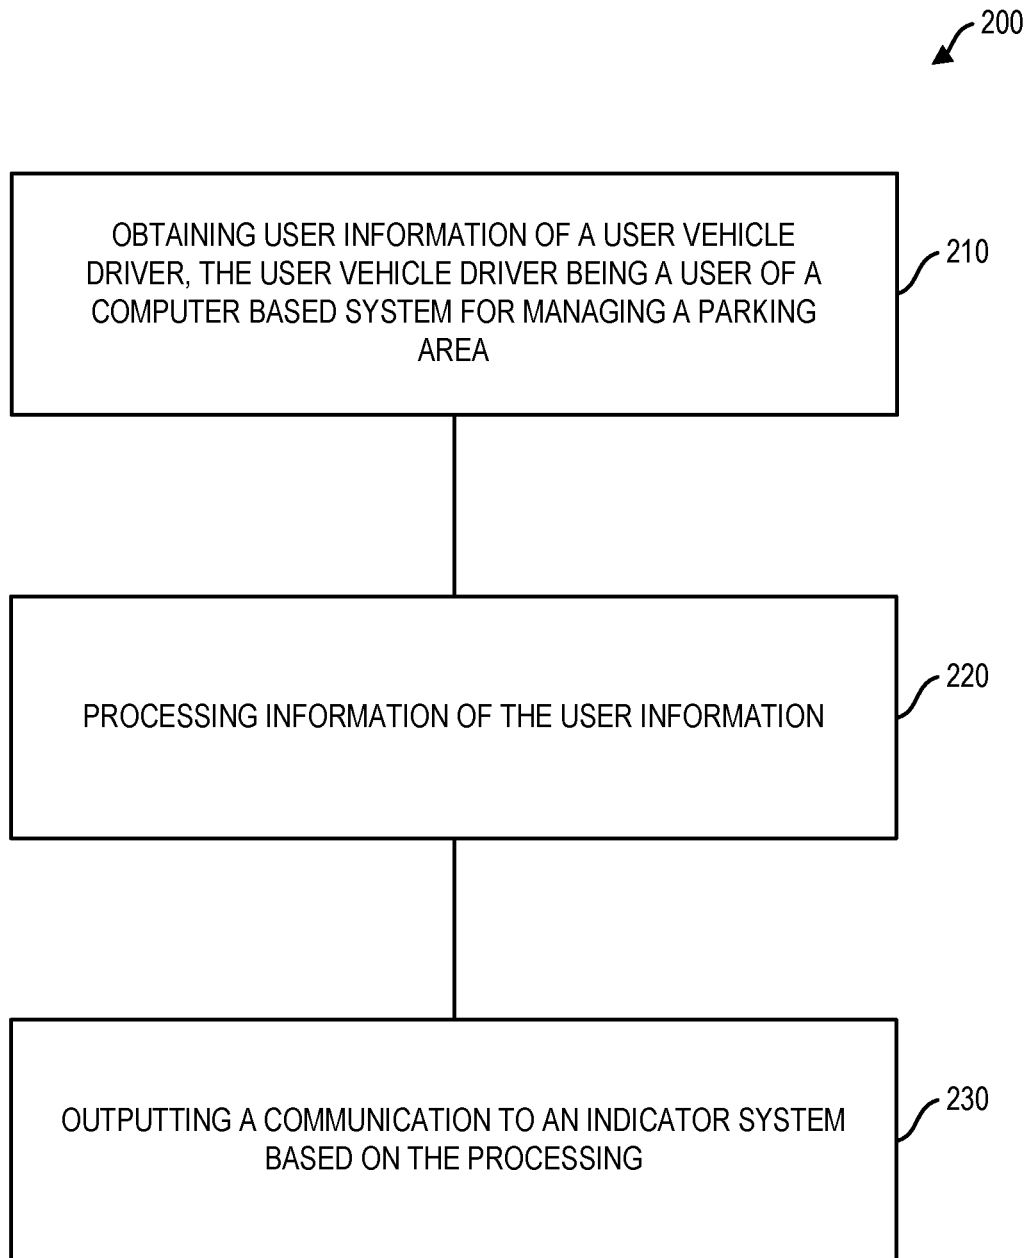 200
OBTAINING USER INFORMATION OF A USER VEHICLE
DRIVER, THE USER VEHICLE DRIVER BEING A USER OF A
COMPUTER BASED SYSTEM FOR MANAGING A PARKING
AREA
210
PROCESSING INFORMATION OF THE USER INFORMATION
220
OUTPUTTING A COMMUNICATION TO AN INDICATOR SYSTEM
BASED ON THE PROCESSING
230